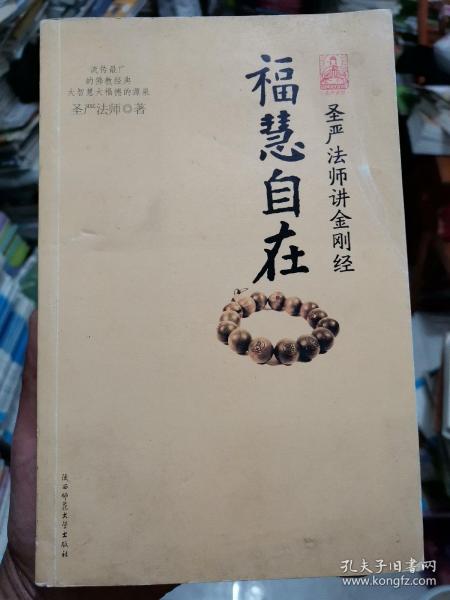 流传最广
的佛教经典
大智慧大福德的源泉
圣严法师◎著
福慧自在
圣严法师讲金刚经
陕西师范大学出版社
孔夫子旧书网
www.kongfz.com